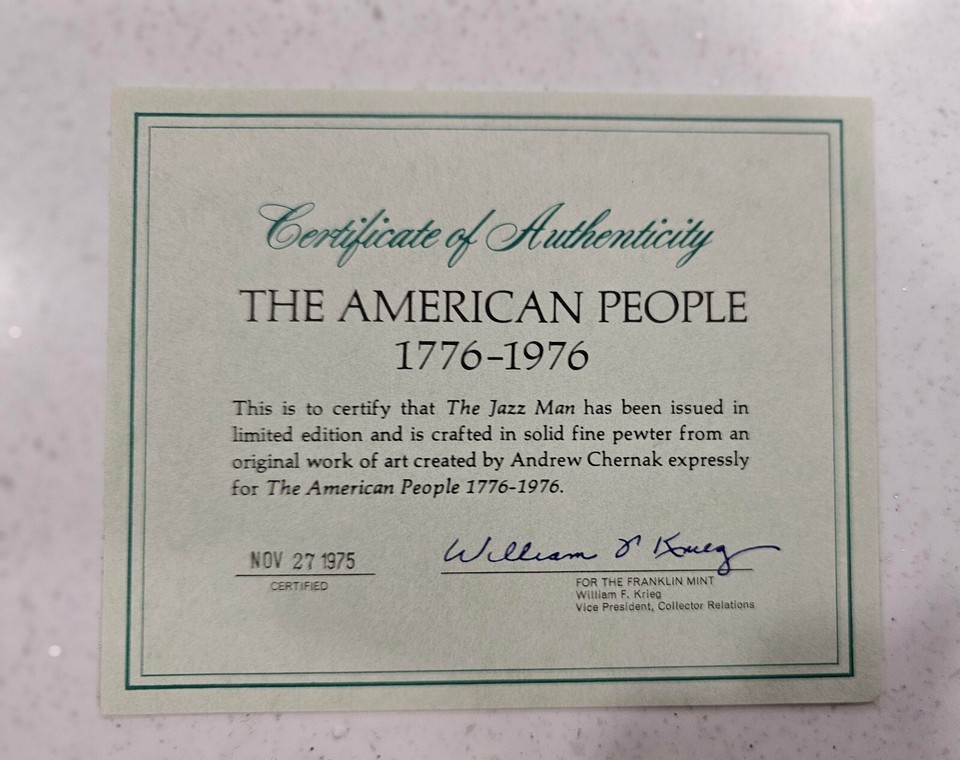 Certificate of Authenticity
THE AMERICAN PEOPLE
1776-1976
This is to certify that The Jazz Man has been issued in
limited edition and is crafted in solid fine pewter from an
original work of art created by Andrew Chernak expressly
for The American People 1776-1976.
NOV 27 1975
CERTIFIED
William F Krieg
FOR THE FRANKLIN MINT
William F. Krieg
Vice President, Collector Relations